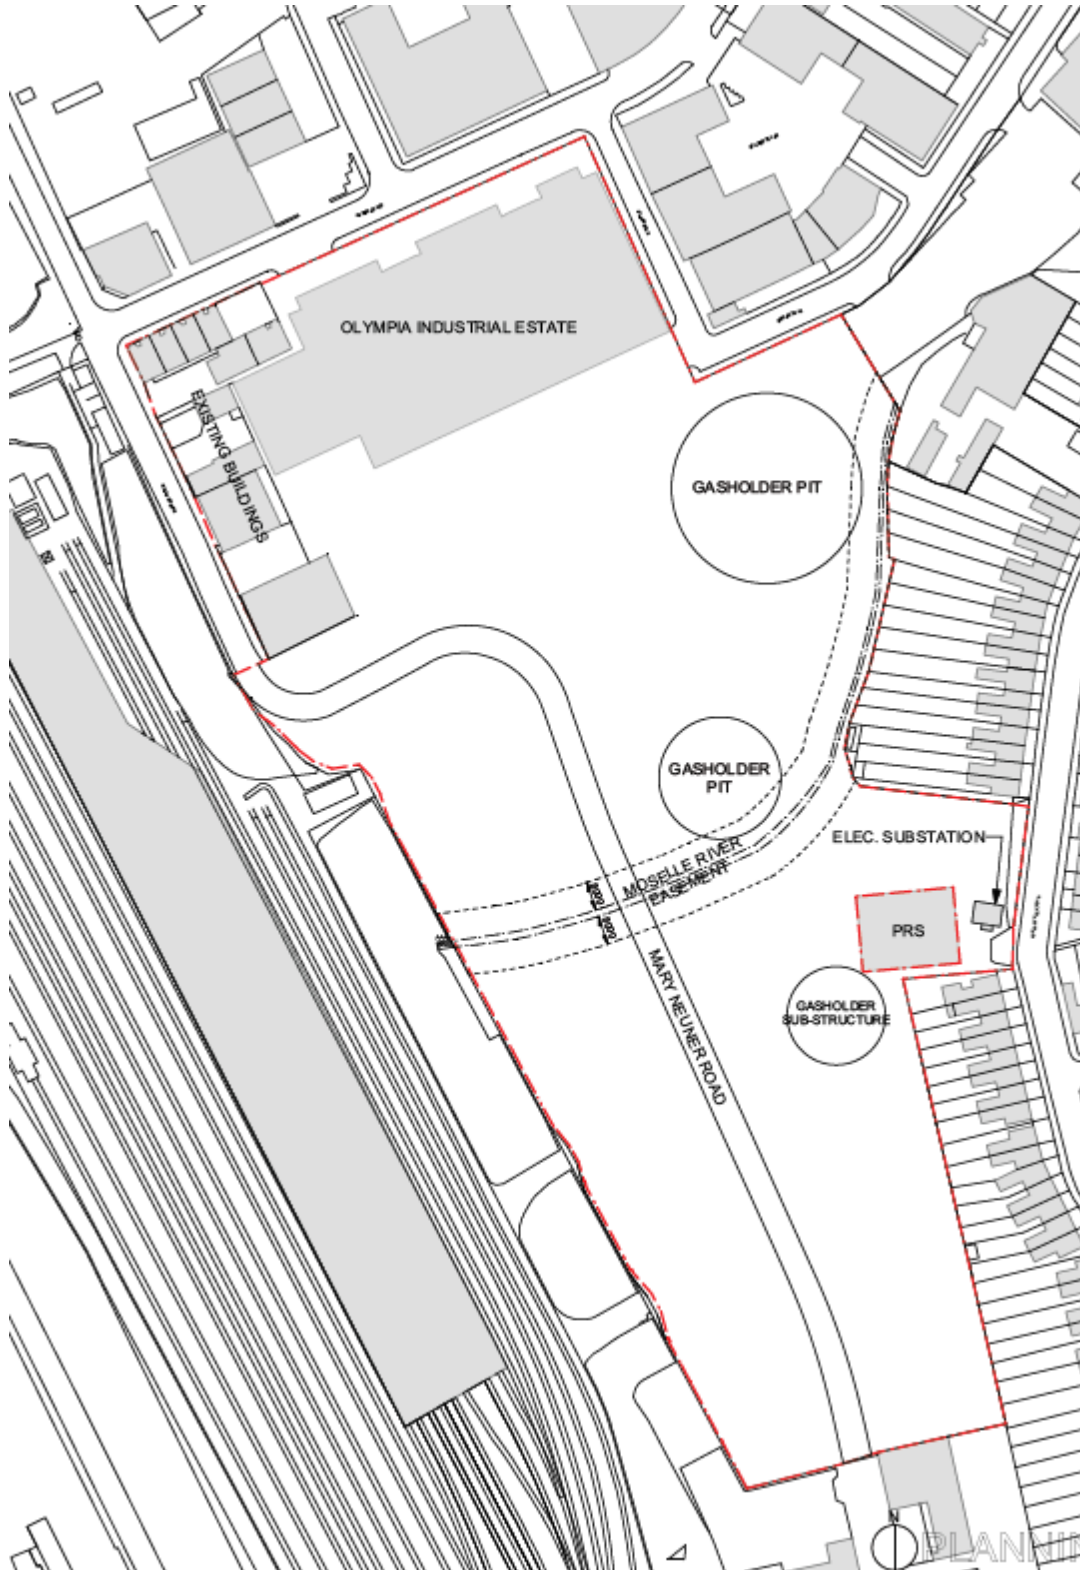 OLYMPIA INDUSTRIAL ESTATE
EXISTING BUILDINGS
GASHOLDER PIT
GASHOLDER
PIT
ELEC. SUBSTATION
MOSELLE RIVER
EASEMENT
PRS
MARY NEUNER ROAD
GASHOLDER
SUB-STRUCTURE
N